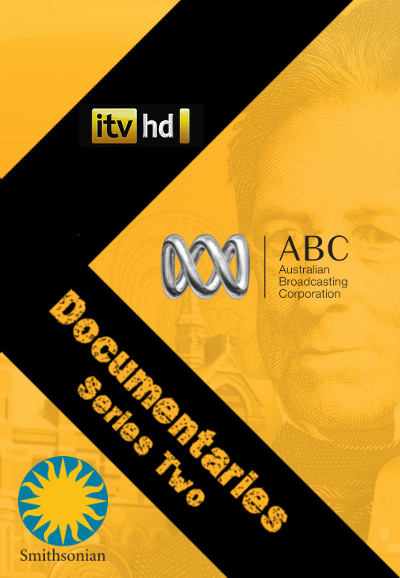 itv hd
ABC
Australian
Broadcasting
Corporation
Documentaries
Series Two
Smithsonian